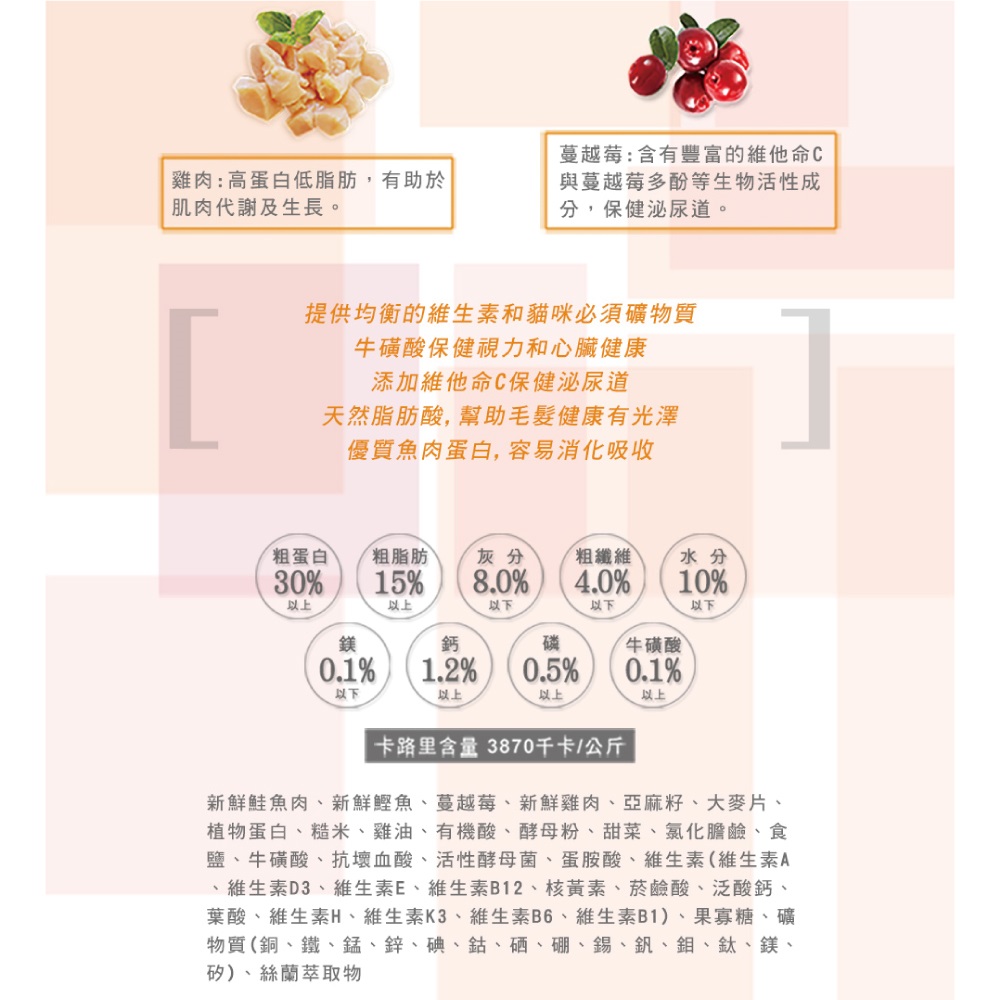 雞肉:高蛋白低脂肪，有助於
肌肉代謝及生長。
蔓越莓:含有豐富的維他命C
與蔓越莓多酚等生物活性成
分，保健泌尿道。
提供均衡的維生素和貓咪必須礦物質
牛磺酸保健視力和心臟健康
添加維他命C保健泌尿道
天然脂肪酸,幫助毛髮健康有光澤
優質魚肉蛋白,容易消化吸收
粗蛋白
30%
以上
粗脂肪
15%
以上
灰 分
8.0%
以下
粗纖維
4.0%
以下
水 分
10%
以下
鎂
0.1%
以下
鈣
1.2%
以上
磷
0.5%
以上
牛磺酸
0.1%
以上
卡路里含量 3870千卡/公斤
新鮮鮭魚肉、新鮮鰹魚、蔓越莓、新鮮雞肉、亞麻籽、大麥片、
植物蛋白、糙米、雞油、有機酸、酵母粉、甜菜、氯化膽鹼、食
鹽、牛磺酸、抗壞血酸、活性酵母菌、蛋胺酸、維生素(維生素A
、維生素D3、維生素E、維生素B12、核黃素、菸鹼酸、泛酸鈣、
葉酸、維生素H、維生素K3、維生素B6、維生素B1)、果寡糖、礦
物質(銅、鐵、錳、鋅、碘、鈷、硒、硼、錫、釩、鉬、鈦、鎂、
矽)、絲蘭萃取物